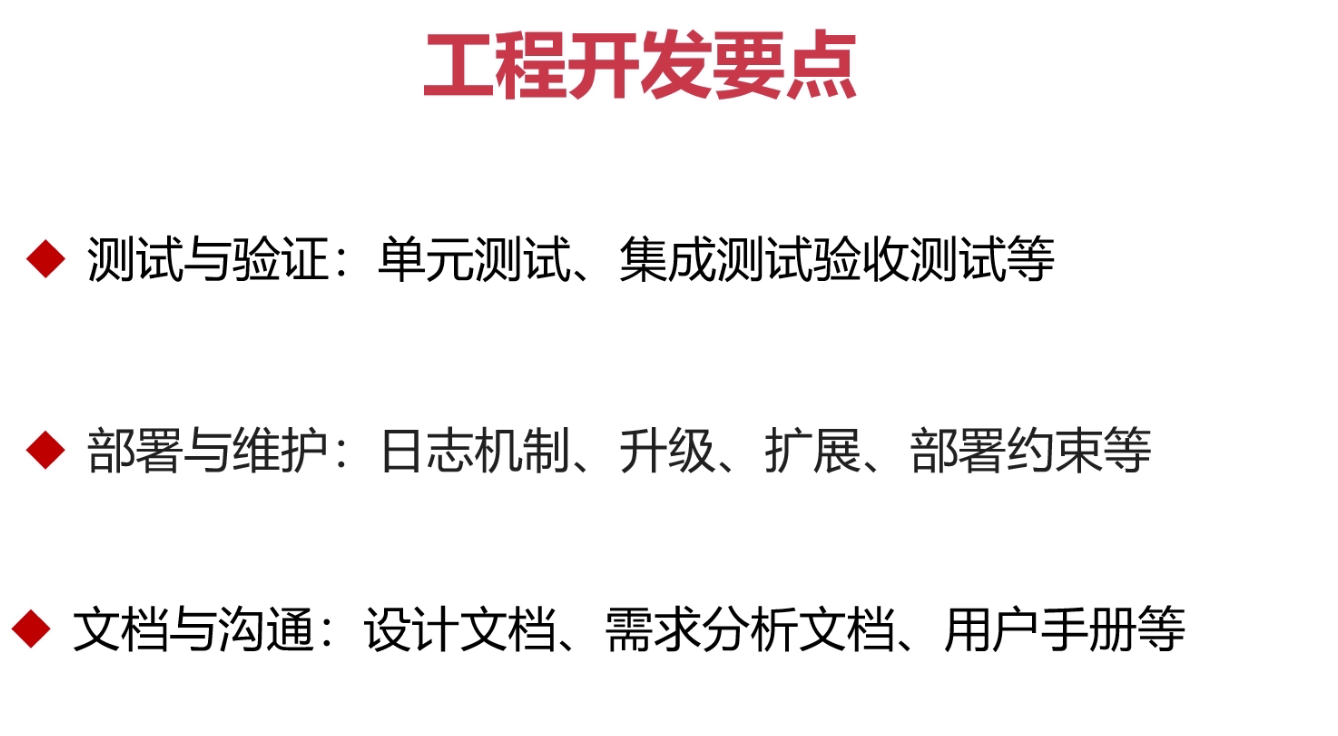 工程开发要点
测试与验证：单元测试、集成测试验收测试等
部署与维护：日志机制、升级、扩展、部署约束等
文档与沟通：设计文档、需求分析文档、用户手册等